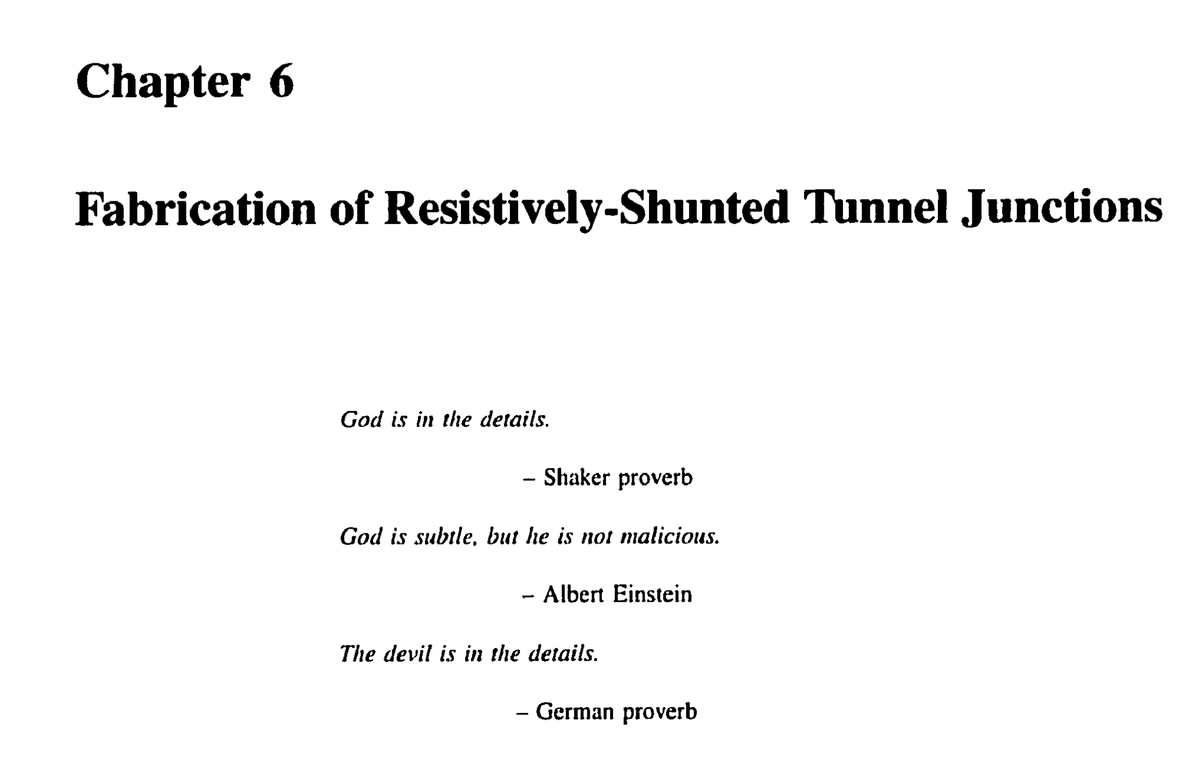 Chapter 6
Fabrication of Resistively-Shunted Tunnel Junctions
God is in the details.
– Shaker proverb
God is subtle, but he is not malicious.
– Albert Einstein
The devil is in the details.
– German proverb